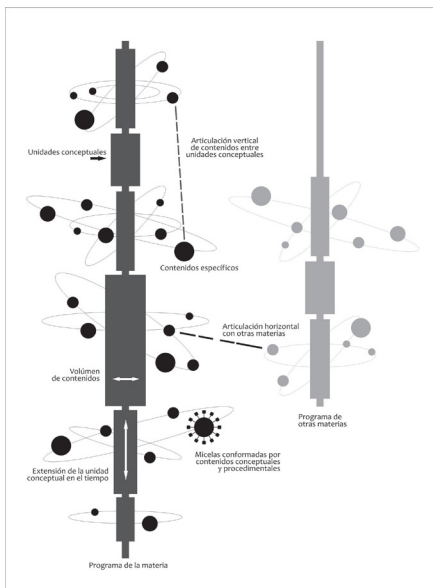 Articulación vertical
de contenidos entre
unidades conceptuales
Unidades conceptuales
Contenidos específicos
Articulación horizontal
con otras materias
Volúmen
de contenidos
Programa de
otras materias
Micelas conformadas por
contenidos conceptuales
y procedimentales
Extensión de la unidad
conceptual en el tiempo
Programa de la materia